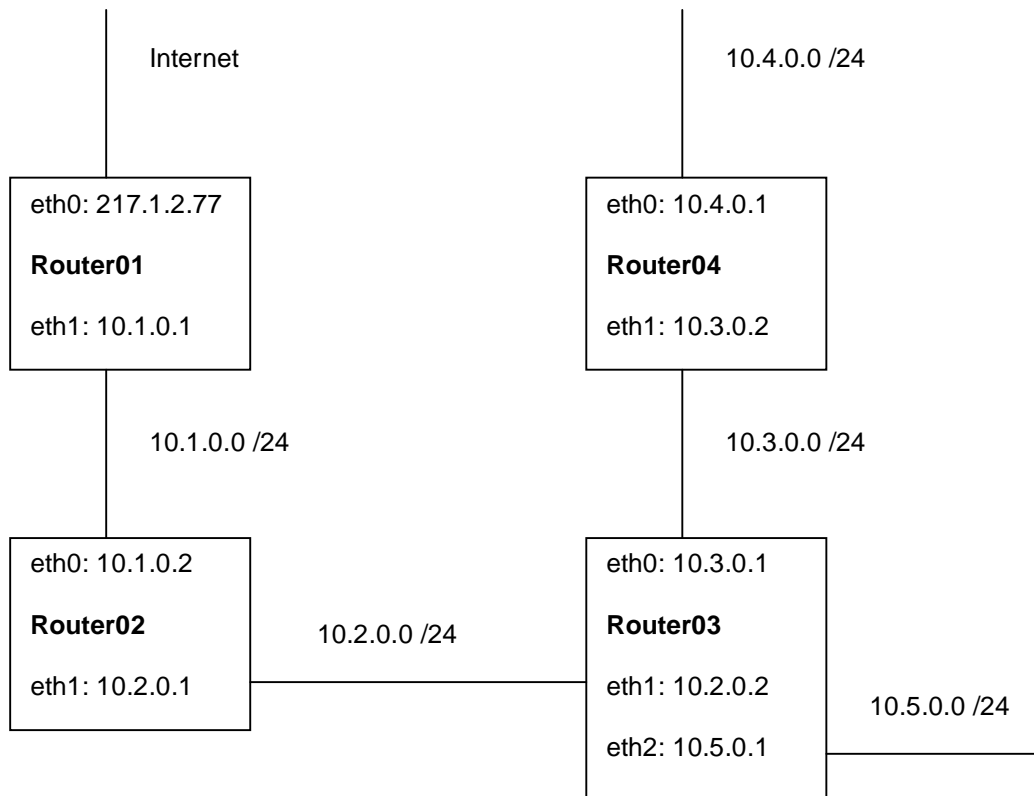 Internet
10.4.0.0 /24
eth0: 217.1.2.77
Router01
eth1: 10.1.0.1
eth0: 10.4.0.1
Router04
eth1: 10.3.0.2
10.1.0.0 /24
10.3.0.0 /24
eth0: 10.1.0.2
Router02
eth1: 10.2.0.1
10.2.0.0 /24
eth0: 10.3.0.1
Router03
eth1: 10.2.0.2
eth2: 10.5.0.1
10.5.0.0 /24